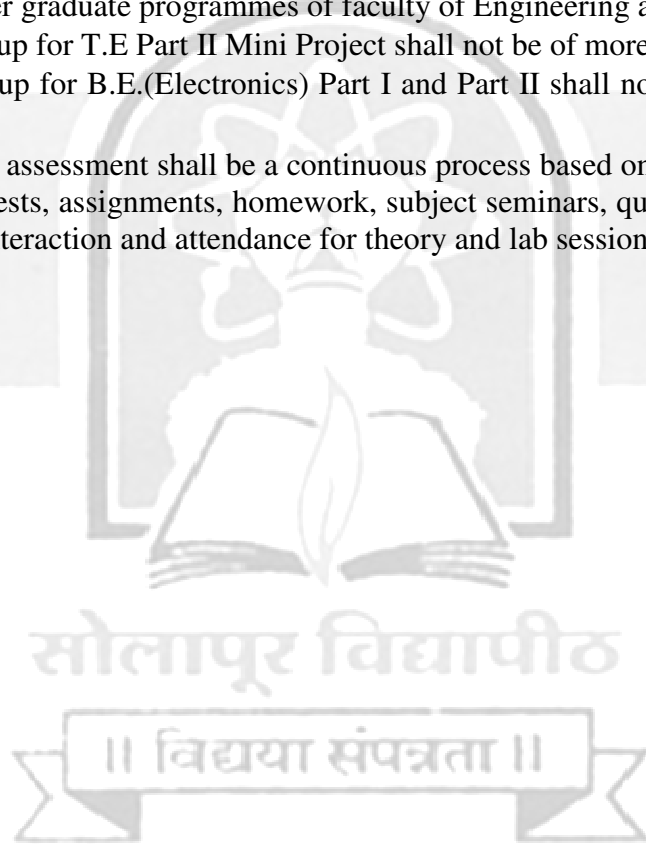 er graduate programmes of faculty of Engineering a
up for T.E Part II Mini Project shall not be of more
up for B.E.(Electronics) Part I and Part II shall no
assessment shall be a continuous process based on
ests, assignments, homework, subject seminars, qu
teraction and attendance for theory and lab session
सोलापूर विद्यापीठ
॥ विद्यया संपन्नता ॥